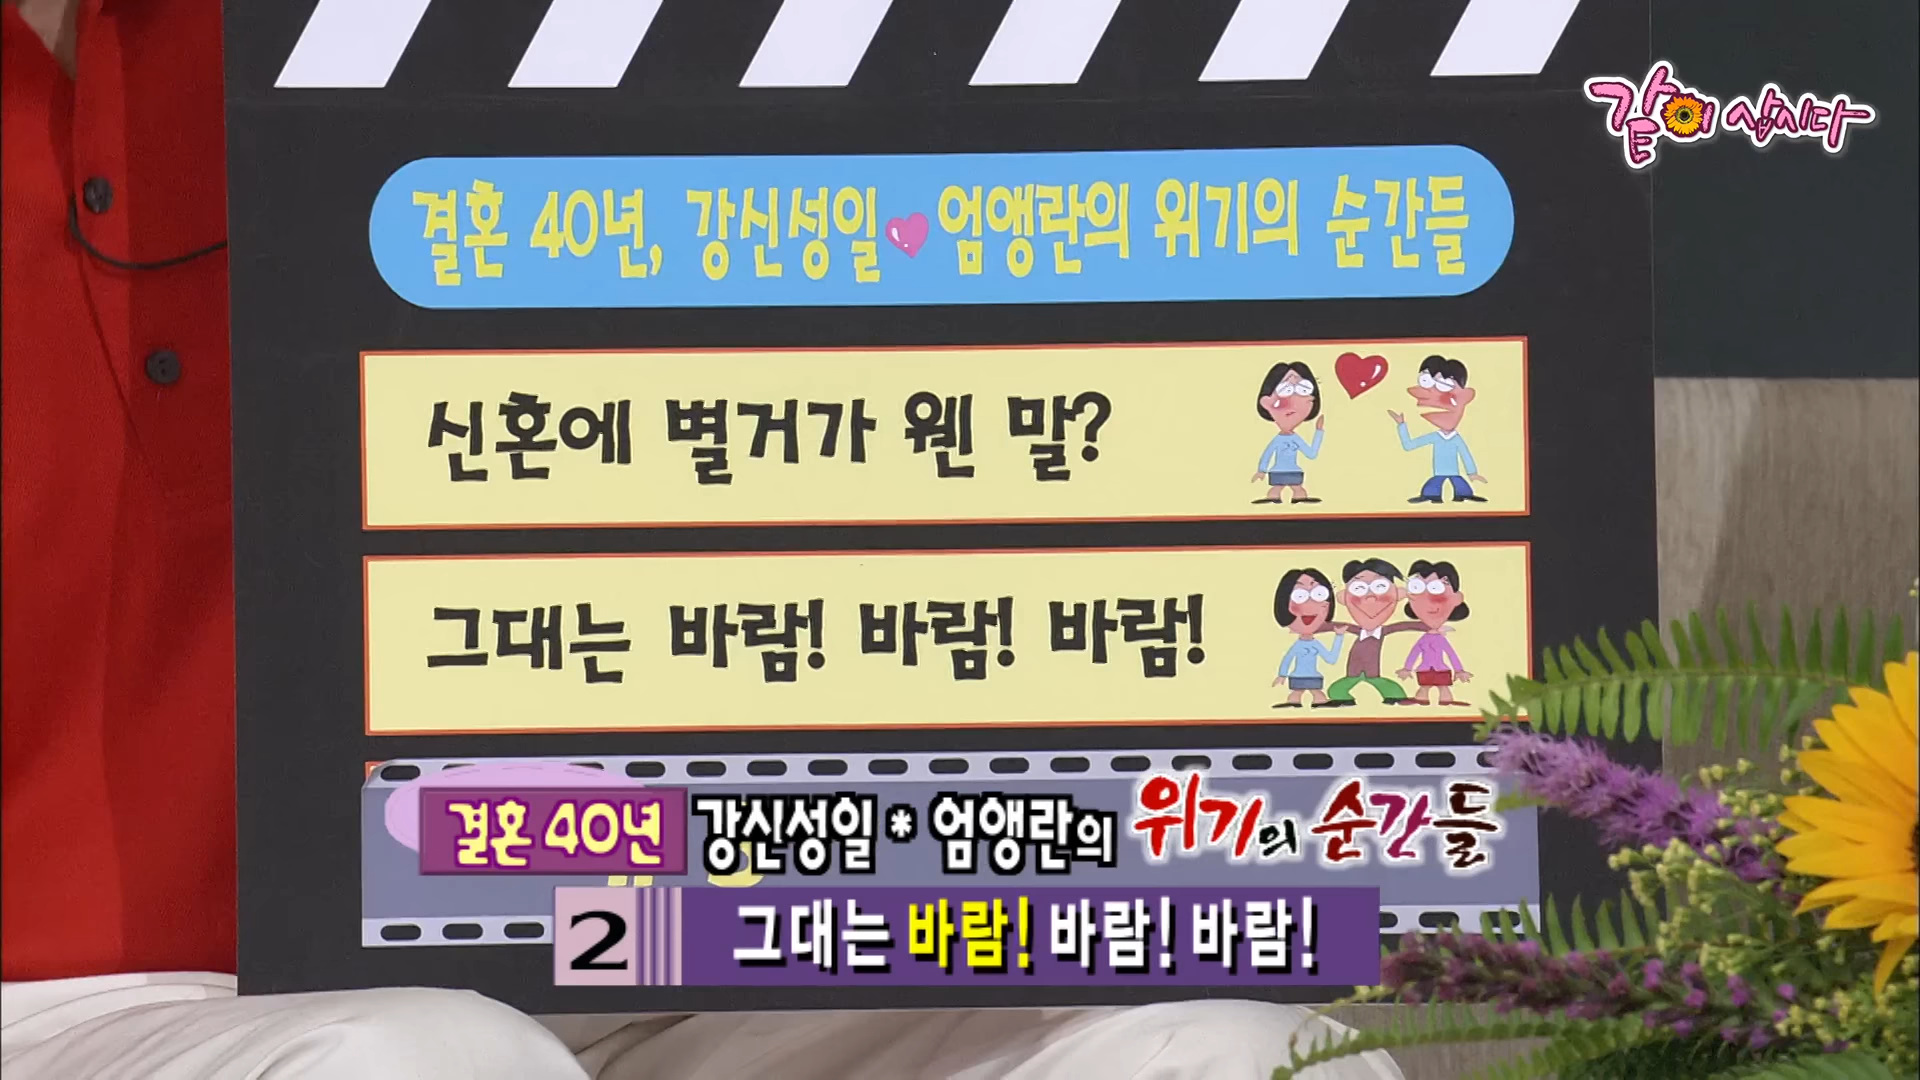 같이 삽시다
결혼 40년, 강신성일 엄앵란의 위기의 순간들
신혼에 별거가 웬 말?
그대는 바람! 바람! 바람!
결혼 40년 강신성일 * 엄앵란의 위기의 순간들
2 그대는 바람! 바람! 바람!